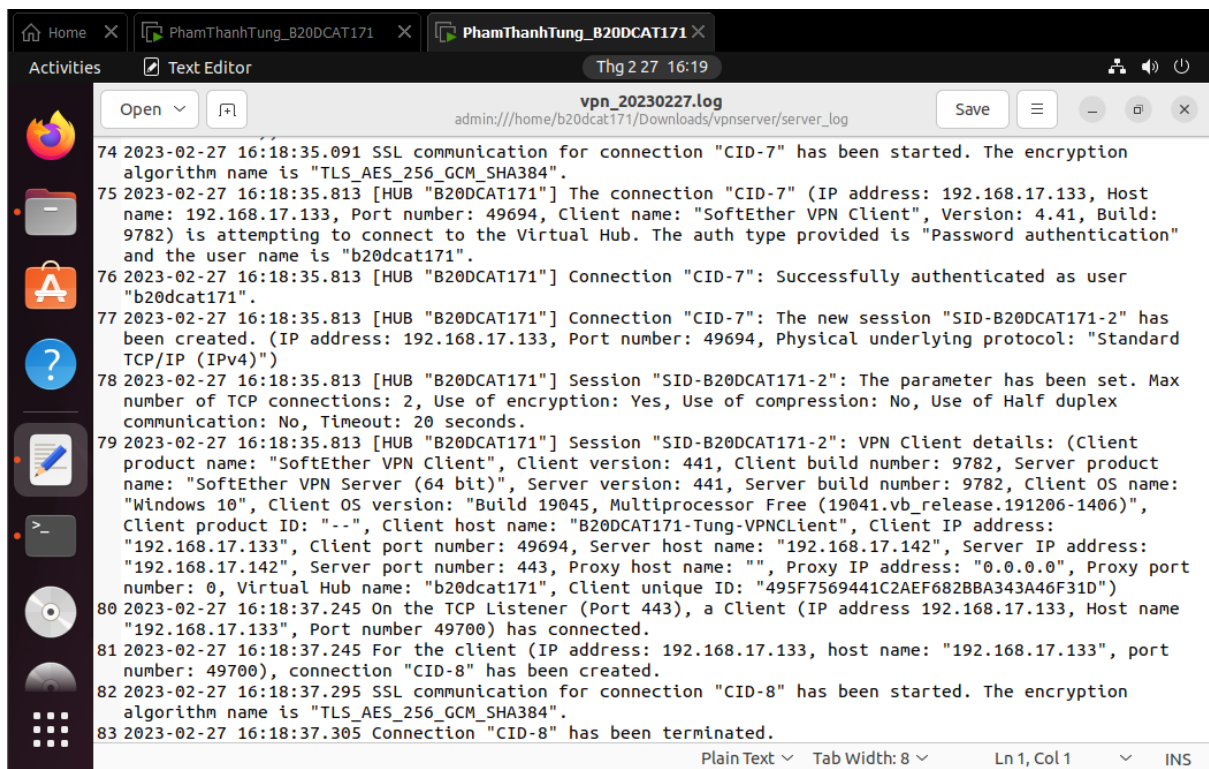 Home
PhamThanhTung_B20DCAT171
PhamThanhTung_B20DCAT171
Activities
Text Editor
Thg 2 27 16:19
Open
vpn_20230227.log
admin:///home/b20dcat171/Downloads/vpnserver/server_log
Save
74 2023-02-27 16:18:35.091 SSL communication for connection "CID-7" has been started. The encryption
algorithm name is "TLS_AES_256_GCM_SHA384".
75 2023-02-27 16:18:35.813 [HUB "B20DCAT171"] The connection "CID-7" (IP address: 192.168.17.133, Host
name: 192.168.17.133, Port number: 49694, Client name: "SoftEther VPN Client", Version: 4.41, Build:
9782) is attempting to connect to the Virtual Hub. The auth type provided is "Password authentication"
and the user name is "b20dcat171".
76 2023-02-27 16:18:35.813 [HUB "B20DCAT171"] Connection "CID-7": Successfully authenticated as user
"b20dcat171".
77 2023-02-27 16:18:35.813 [HUB "B20DCAT171"] Connection "CID-7": The new session "SID-B20DCAT171-2" has
been created. (IP address: 192.168.17.133, Port number: 49694, Physical underlying protocol: "Standard
TCP/IP (IPv4)")
78 2023-02-27 16:18:35.813 [HUB "B20DCAT171"] Session "SID-B20DCAT171-2": The parameter has been set. Max
number of TCP connections: 2, Use of encryption: Yes, Use of compression: No, Use of Half duplex
communication: No, Timeout: 20 seconds.
79 2023-02-27 16:18:35.813 [HUB "B20DCAT171"] Session "SID-B20DCAT171-2": VPN Client details: (Client
product name: "SoftEther VPN Client", Client version: 441, Client build number: 9782, Server product
name: "SoftEther VPN Server (64 bit)", Server version: 441, Server build number: 9782, Client OS name:
"Windows 10", Client OS version: "Build 19045, Multiprocessor Free (19041.vb_release.191206-1406)",
Client product ID: "--", Client host name: "B20DCAT171-Tung-VPNCLient", Client IP address:
"192.168.17.133", Client port number: 49694, Server host name: "192.168.17.142", Server IP address:
"192.168.17.142", Server port number: 443, Proxy host name: "", Proxy IP address: "0.0.0.0", Proxy port
number: 0, Virtual Hub name: "b20dcat171", Client unique ID: "495F7569441C2AEF682BBA343A46F31D")
80 2023-02-27 16:18:37.245 On the TCP Listener (Port 443), a Client (IP address 192.168.17.133, Host name
"192.168.17.133", Port number 49700) has connected.
81 2023-02-27 16:18:37.245 For the client (IP address: 192.168.17.133, host name: "192.168.17.133", port
number: 49700), connection "CID-8" has been created.
82 2023-02-27 16:18:37.295 SSL communication for connection "CID-8" has been started. The encryption
algorithm name is "TLS_AES_256_GCM_SHA384".
83 2023-02-27 16:18:37.305 Connection "CID-8" has been terminated.
Plain Text
Tab Width: 8
Ln 1, Col 1
INS